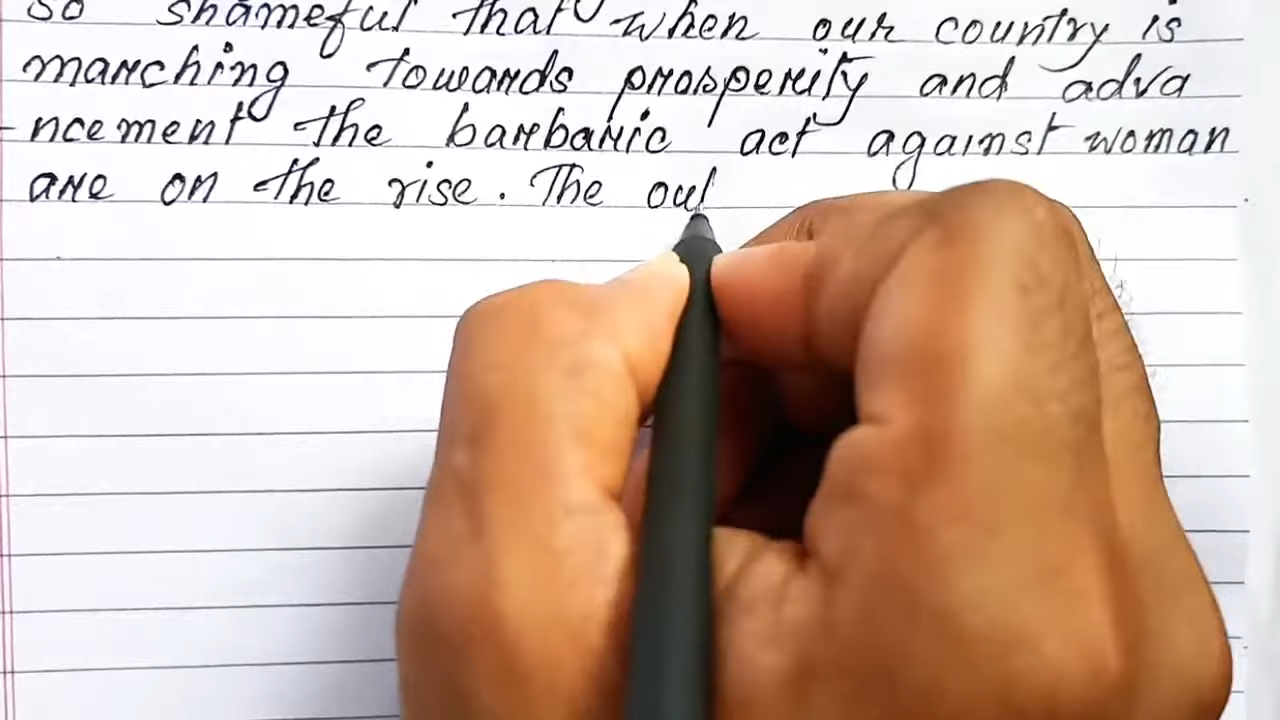 so shameful that when our country is
marching towards prosperity and adva
ncement the barbaric act against woman
are on the rise. The out